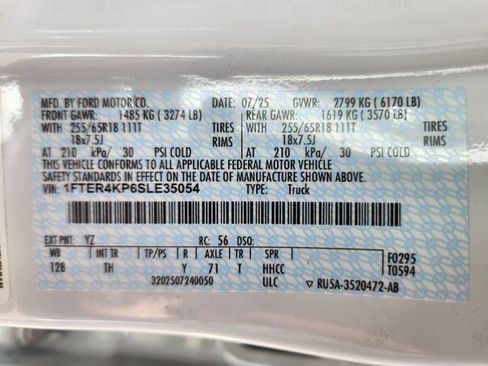 MFD. BY FORD MOTOR CO. DATE: 07/25 GVWR: 2799 KG ( 6170 LB)
FRONT GAWR: 1485 KG ( 3274 LB) REAR GAWR: 1619 KG ( 3570 LB)
WITH 255/65R18 111T TIRES WITH 255/65R18 111T TIRES
18x7.5J RIMS 18x7.5J RIMS
AT 210 kPa/ 30 PSI COLD AT 210 kPa/ 30 PSI COLD
THIS VEHICLE CONFORMS TO ALL APPLICABLE FEDERAL MOTOR VEHICLE
SAFETY STANDARDS IN EFFECT ON THE DATE OF MANUFACTURE SHOWN ABOVE.
VIN: 1FTER4KP6SLE35054 TYPE: Truck
EXT PNT: YZ RC: 56 DSO:
WB INT TR TP/PS R AXLE TR SPR F0295
128 TH Y 71 T HHCC T0594
3202507240050 ULC RU5A-3520472-AB